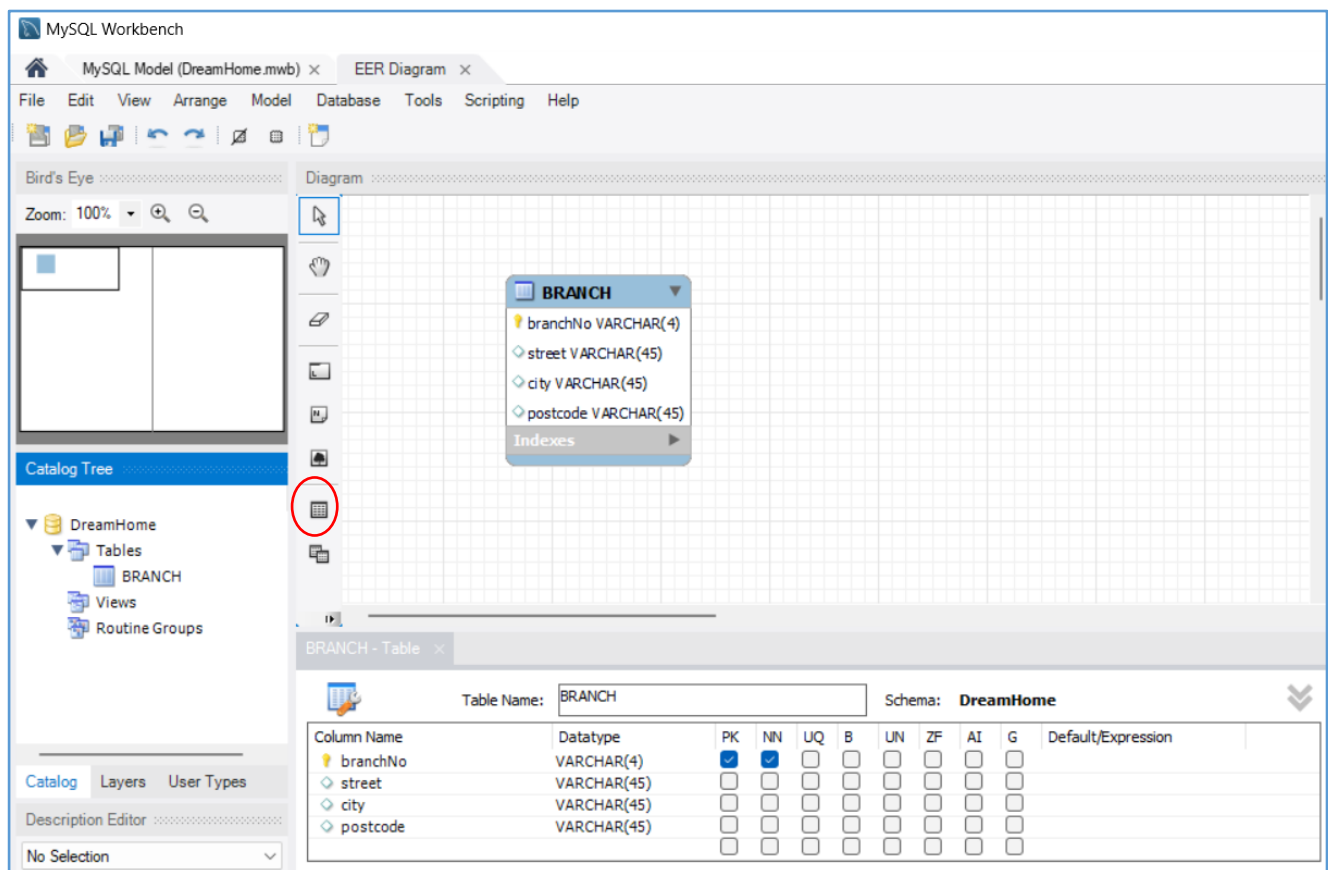 MySQL Workbench
MySQL Model (DreamHome.mwb) × EER Diagram ×
File Edit View Arrange Model Database Tools Scripting Help
Bird's Eye
Zoom: 100%
Catalog Tree
DreamHome
Tables
BRANCH
Views
Routine Groups
Catalog Layers User Types
Description Editor
No Selection
Diagram
BRANCH
branchNo VARCHAR(4)
street VARCHAR(45)
city VARCHAR(45)
postcode VARCHAR(45)
Indexes
BRANCH - Table ×
Table Name: BRANCH Schema: DreamHome
Column Name Datatype PK NN UQ B UN ZF AI G Default/Expression
branchNo VARCHAR(4)
street VARCHAR(45)
city VARCHAR(45)
postcode VARCHAR(45)